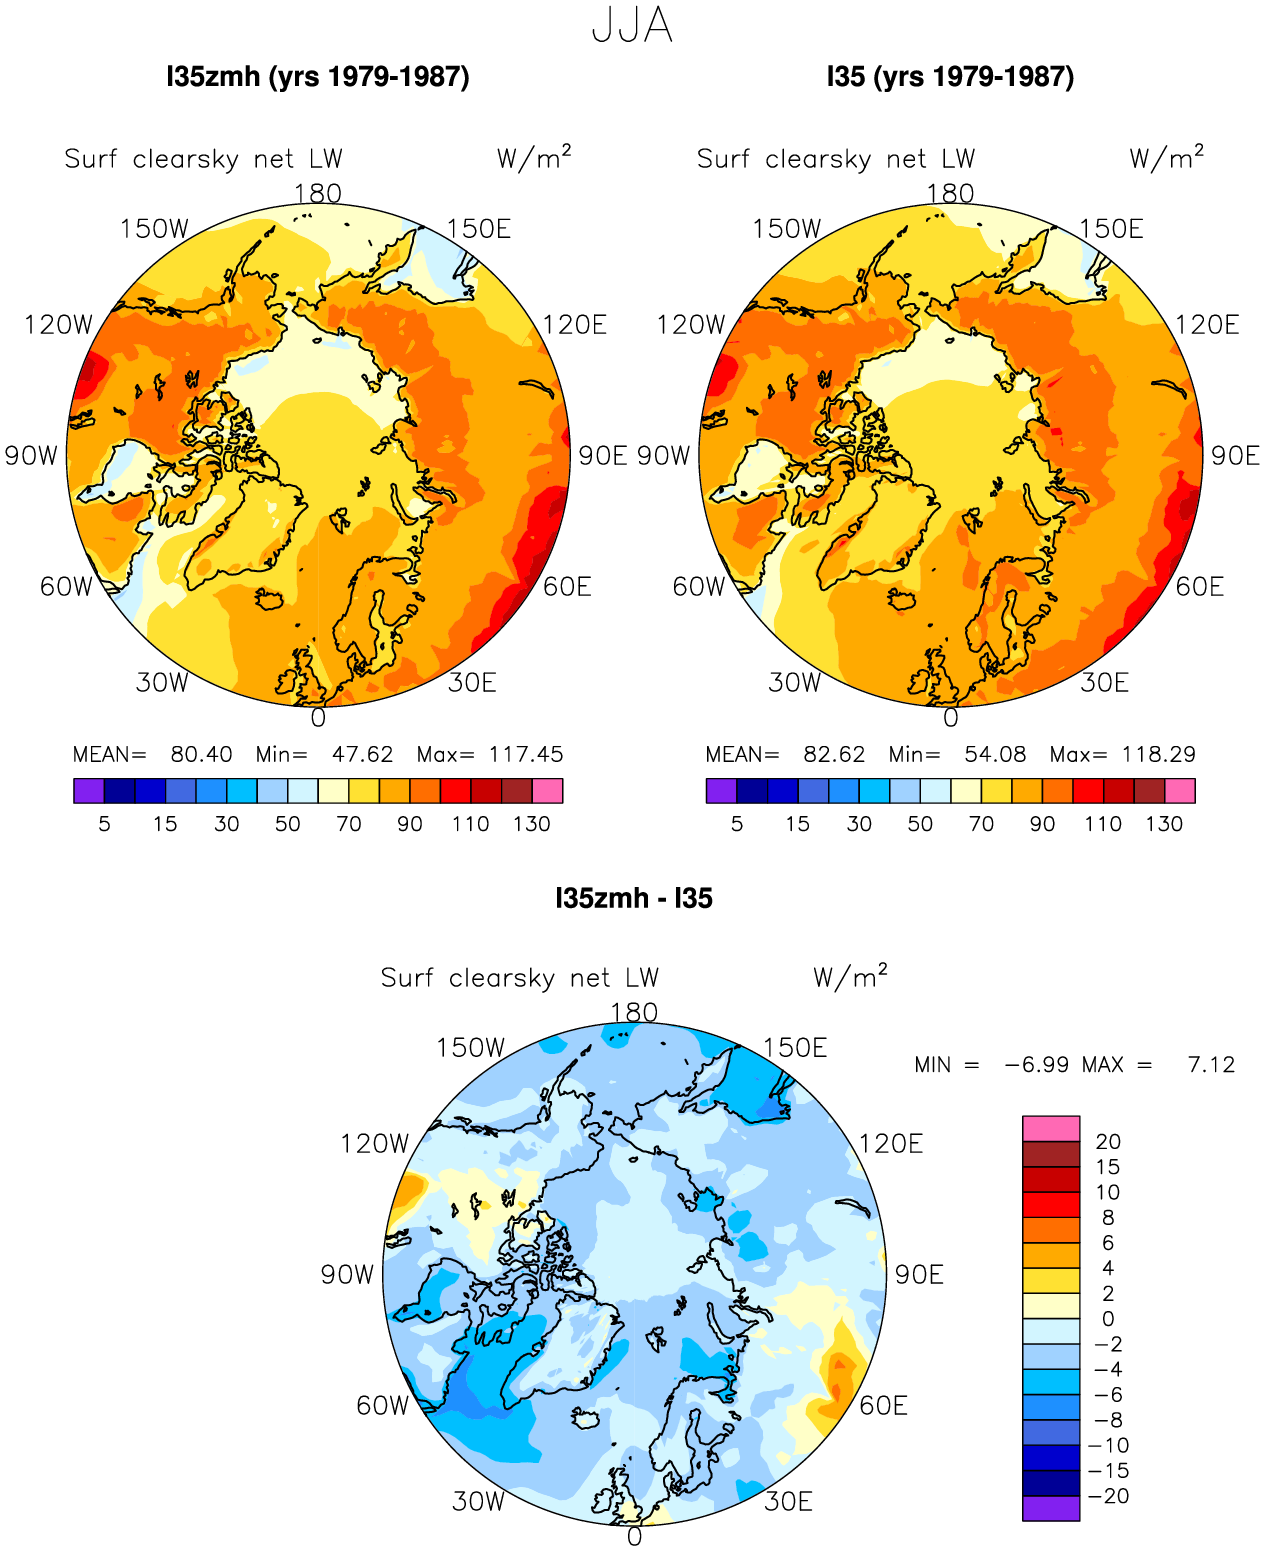 JJA
I35zmh (yrs 1979-1987)
I35 (yrs 1979-1987)
Surf clearsky net LW W/m²
Surf clearsky net LW W/m²
180
150W 150E
120W 120E
90W 90E
60W 60E
30W 30E
0
180
150W 150E
120W 120E
90W 90E
60W 60E
30W 30E
0
MEAN= 80.40 Min= 47.62 Max= 117.45
5 15 30 50 70 90 110 130
MEAN= 82.62 Min= 54.08 Max= 118.29
5 15 30 50 70 90 110 130
I35zmh - I35
Surf clearsky net LW W/m²
180
150W 150E
120W 120E
90W 90E
60W 60E
30W 30E
0
MIN = −6.99 MAX = 7.12
20
15
10
8
6
4
2
0
−2
−4
−6
−8
−10
−15
−20